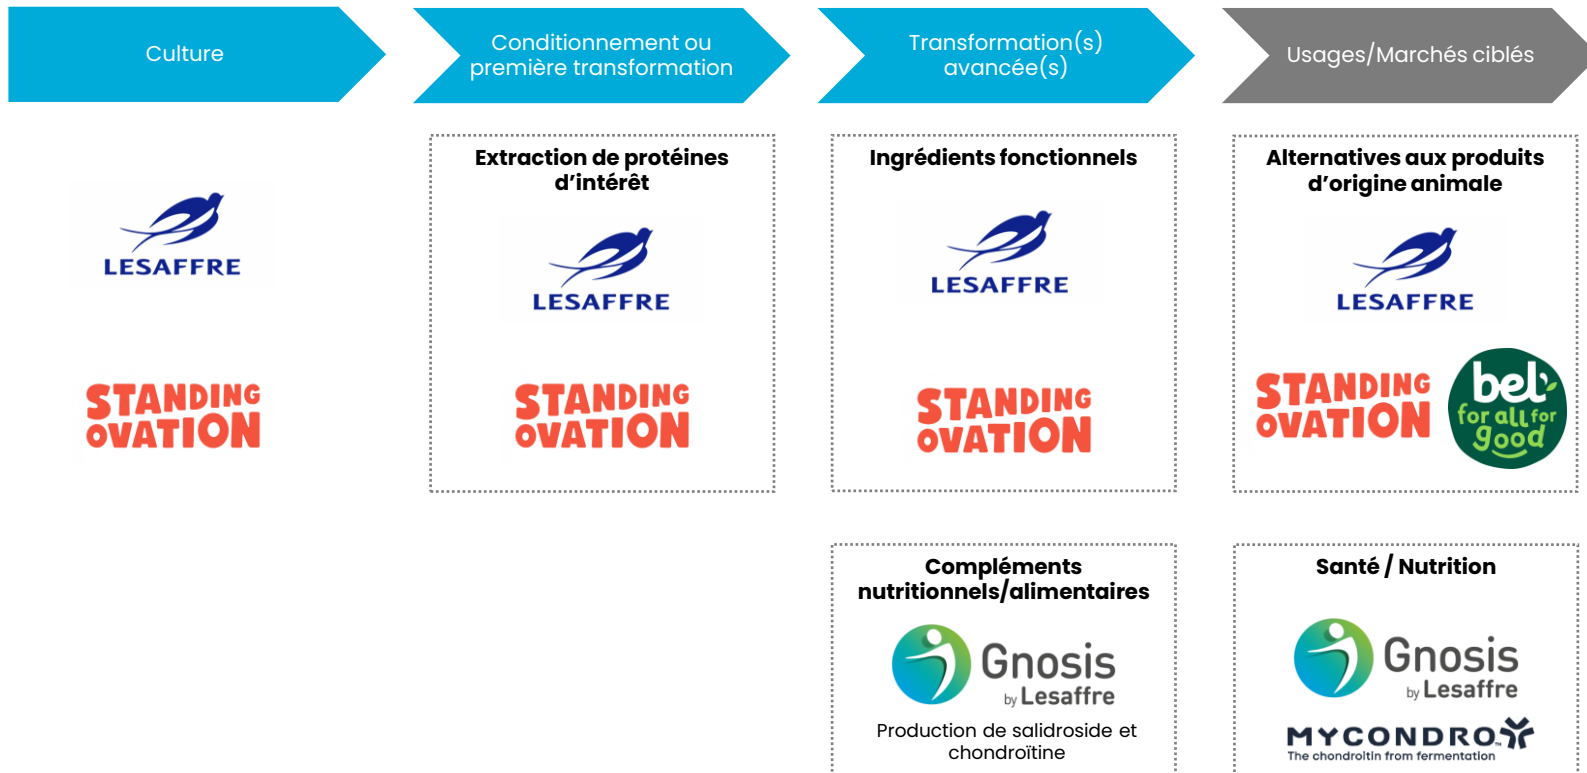 Culture
Conditionnement ou
première transformation
Transformation(s)
avancée(s)
Usages/Marchés ciblés
LESAFFRE
STANDING
OVATION
Extraction de protéines
d’intérêt
LESAFFRE
STANDING
OVATION
Ingrédients fonctionnels
LESAFFRE
STANDING
OVATION
Alternatives aux produits
d’origine animale
LESAFFRE
STANDING
OVATION
bel
for all for
good
Compléments
nutritionnels/alimentaires
Gnosis
by Lesaffre
Production de salidroside et
chondroïtine
Santé / Nutrition
Gnosis
by Lesaffre
MYCONDRO™
The chondroitin from fermentation